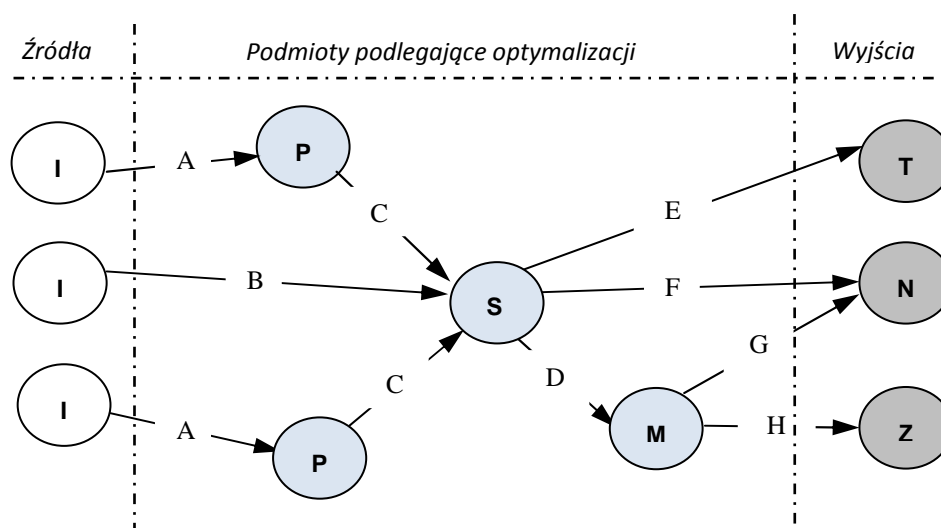 Źródła
Podmioty podlegające optymalizacji
Wyjścia
I
A
P
C
E
T
I
B
S
F
N
I
A
P
C
D
M
G
H
Z